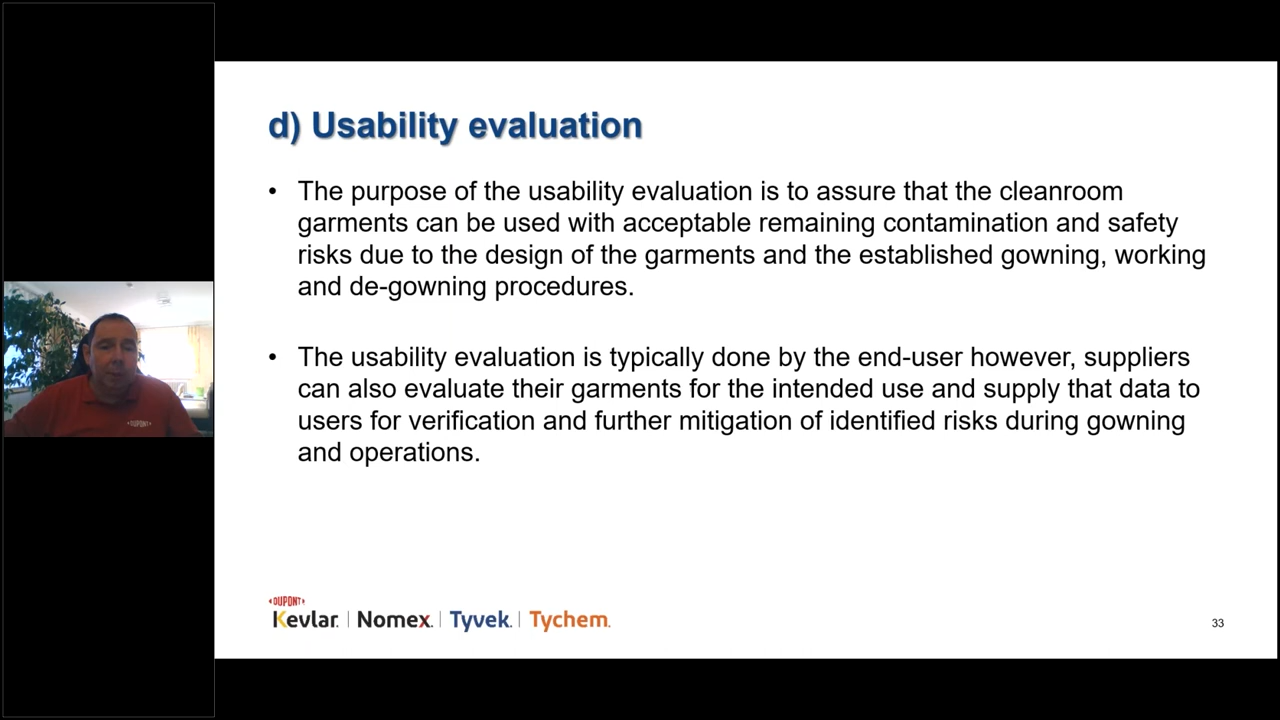 d) Usability evaluation
• The purpose of the usability evaluation is to assure that the cleanroom
garments can be used with acceptable remaining contamination and safety
risks due to the design of the garments and the established gowning, working
and de-gowning procedures.
• The usability evaluation is typically done by the end-user however, suppliers
can also evaluate their garments for the intended use and supply that data to
users for verification and further mitigation of identified risks during gowning
and operations.
DUPONT
DUPONT
Kevlar. | Nomex. | Tyvek. | Tychem.
33